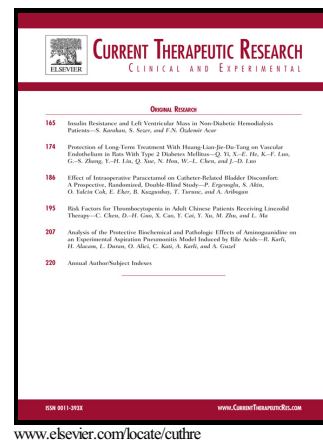 ELSEVIER
CURRENT THERAPEUTIC RESEARCH
CLINICAL AND EXPERIMENTAL
ORIGINAL RESEARCH
165 Insulin Resistance and Left Ventricular Mass in Non-Diabetic Hemodialysis
Patients—S. Karakan, S. Sezer, and F.N. Özdemir Acar
174 Protection of Long-Term Treatment With Huang-Lian-Jie-Du-Tang on Vascular
Endothelium in Rats With Type 2 Diabetes Mellitus—Q. Yi, X.-E. He, K.-F. Luo,
G.-S. Zhang, Y.-H. Liu, Q. Xue, N. Hou, W.-L. Chen, and J.-D. Luo
186 Effect of Intraoperative Paracetamol on Catheter-Related Bladder Discomfort:
A Prospective, Randomized, Double-Blind Study—P. Ergenoglu, S. Akin,
O. Yalcin Cok, E. Eker, B. Kuzgunbay, T. Turunc, and A. Aribogan
195 Risk Factors for Thrombocytopenia in Adult Chinese Patients Receiving Linezolid
Therapy—C. Chen, D.-H. Guo, X. Cao, Y. Cai, Y. Xu, M. Zhu, and L. Ma
207 Analysis of the Protective Biochemical and Pathologic Effects of Aminoguanidine on
an Experimental Aspiration Pneumonitis Model Induced by Bile Acids—R. Karli,
H. Alacam, L. Duran, O. Alici, C. Kati, A. Karli, and A. Guzel
220 Annual Author/Subject Indexes
ISSN 0011-393X
WWW.CURRENTTHERAPEUTICRES.COM
www.elsevier.com/locate/cuthre